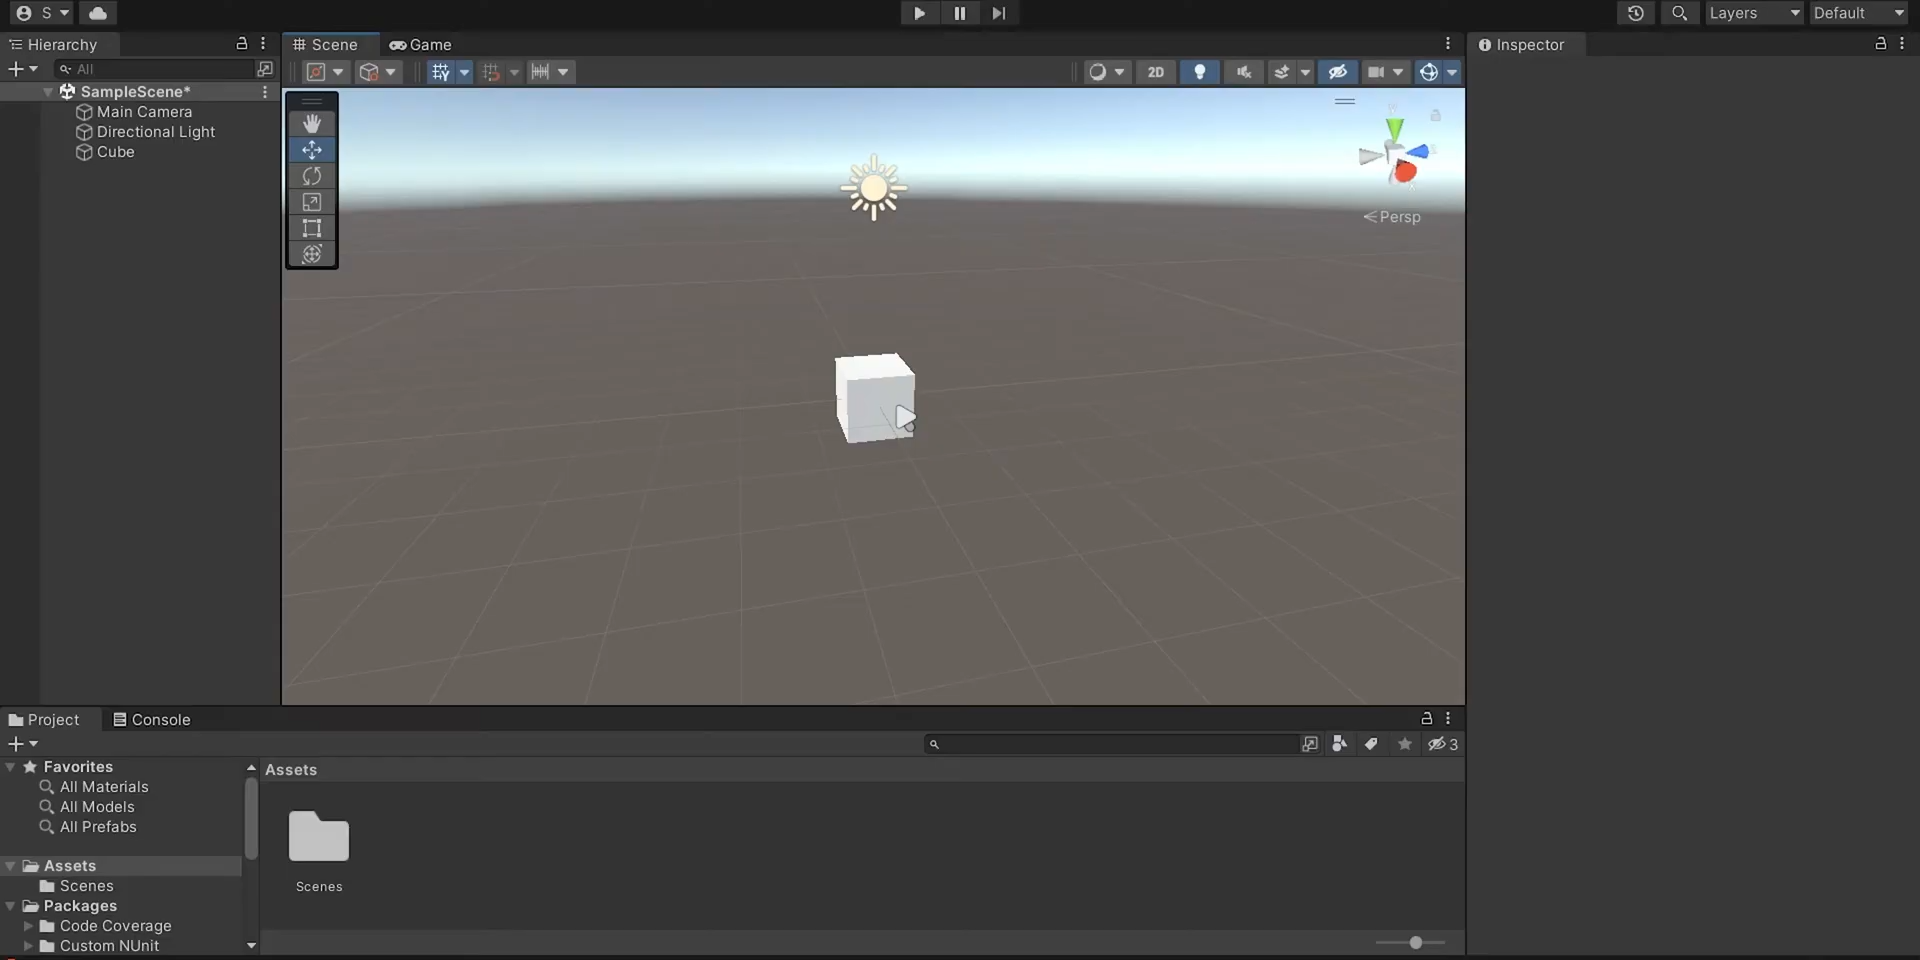 S
Layers
Default
Hierarchy
Scene
Game
Inspector
All
2D
SampleScene*
Main Camera
Directional Light
Cube
Persp
Project
Console
3
Favorites
All Materials
All Models
All Prefabs
Assets
Scenes
Packages
Code Coverage
Custom NUnit
Assets
Scenes